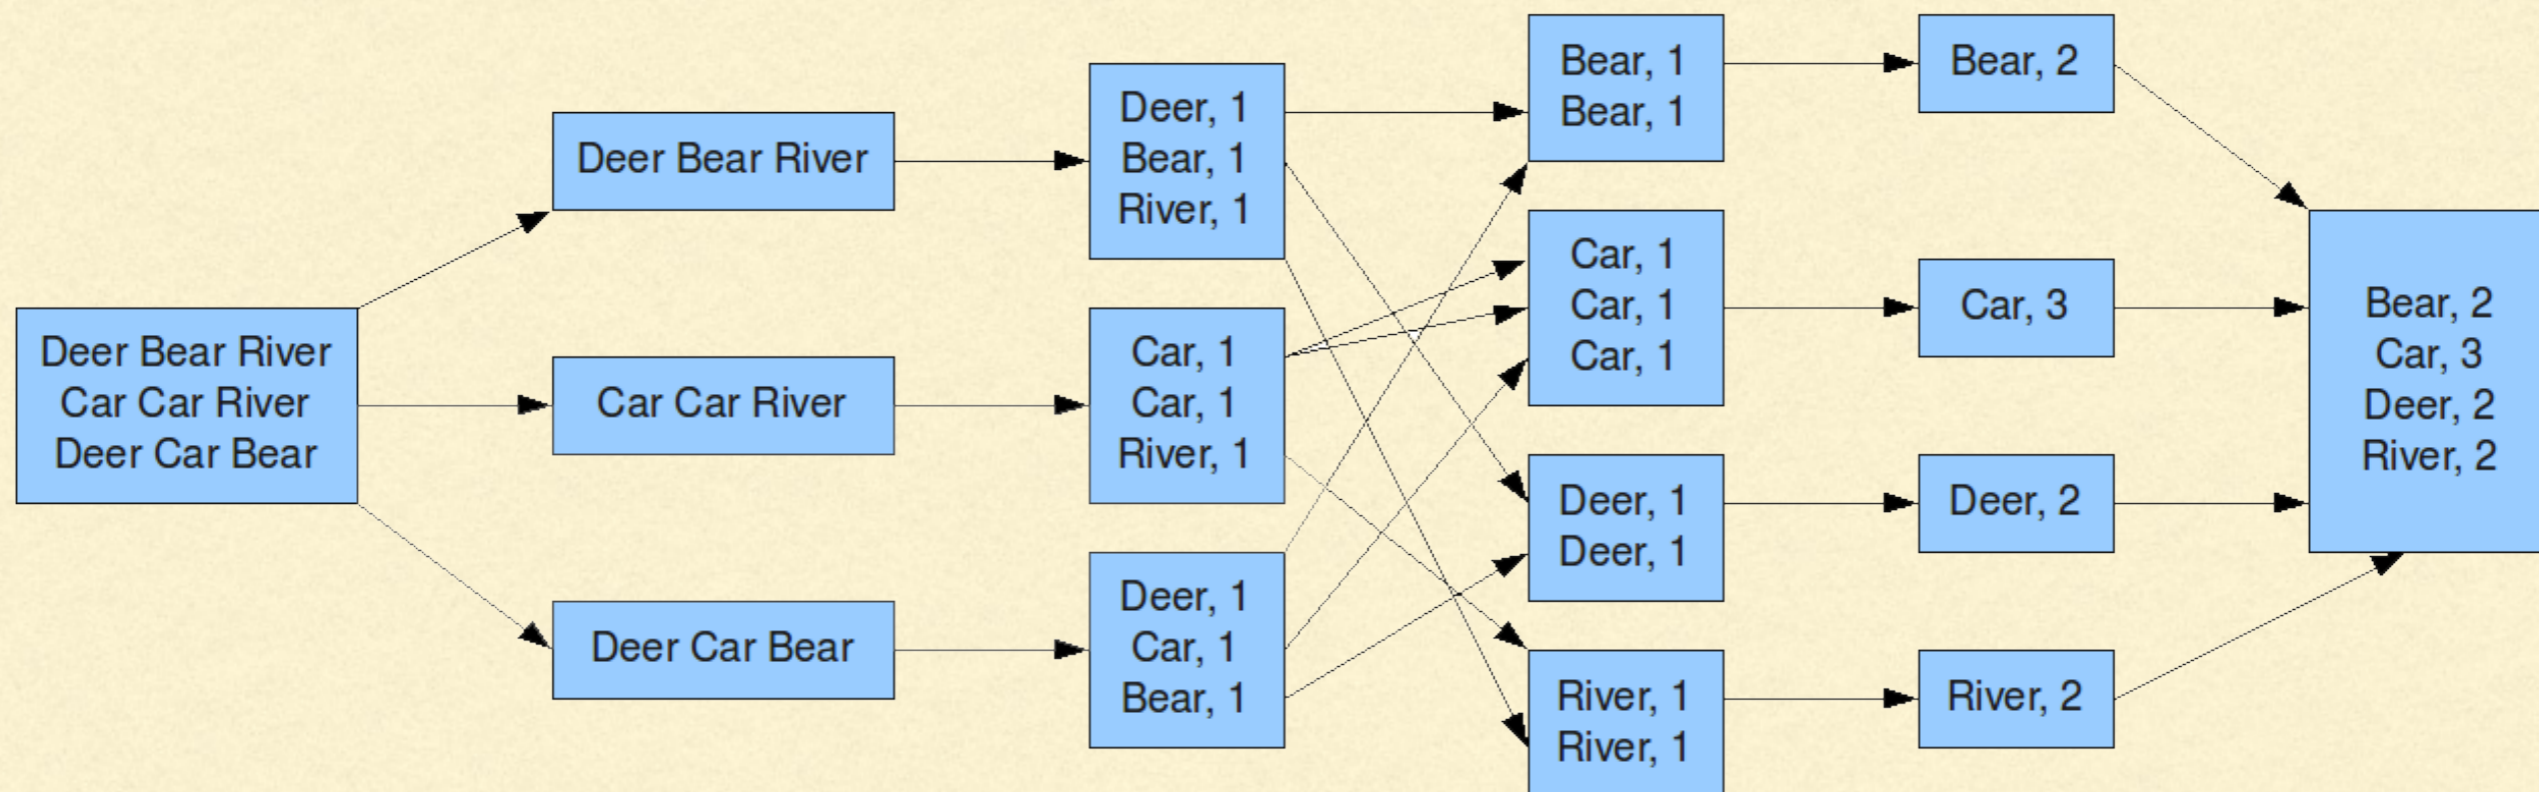 Deer Bear River
Car Car River
Deer Car Bear
Deer Bear River
Car Car River
Deer Car Bear
Deer, 1
Bear, 1
River, 1
Car, 1
Car, 1
River, 1
Deer, 1
Car, 1
Bear, 1
Bear, 1
Bear, 1
Car, 1
Car, 1
Car, 1
Deer, 1
Deer, 1
River, 1
River, 1
Bear, 2
Car, 3
Deer, 2
River, 2
Bear, 2
Car, 3
Deer, 2
River, 2